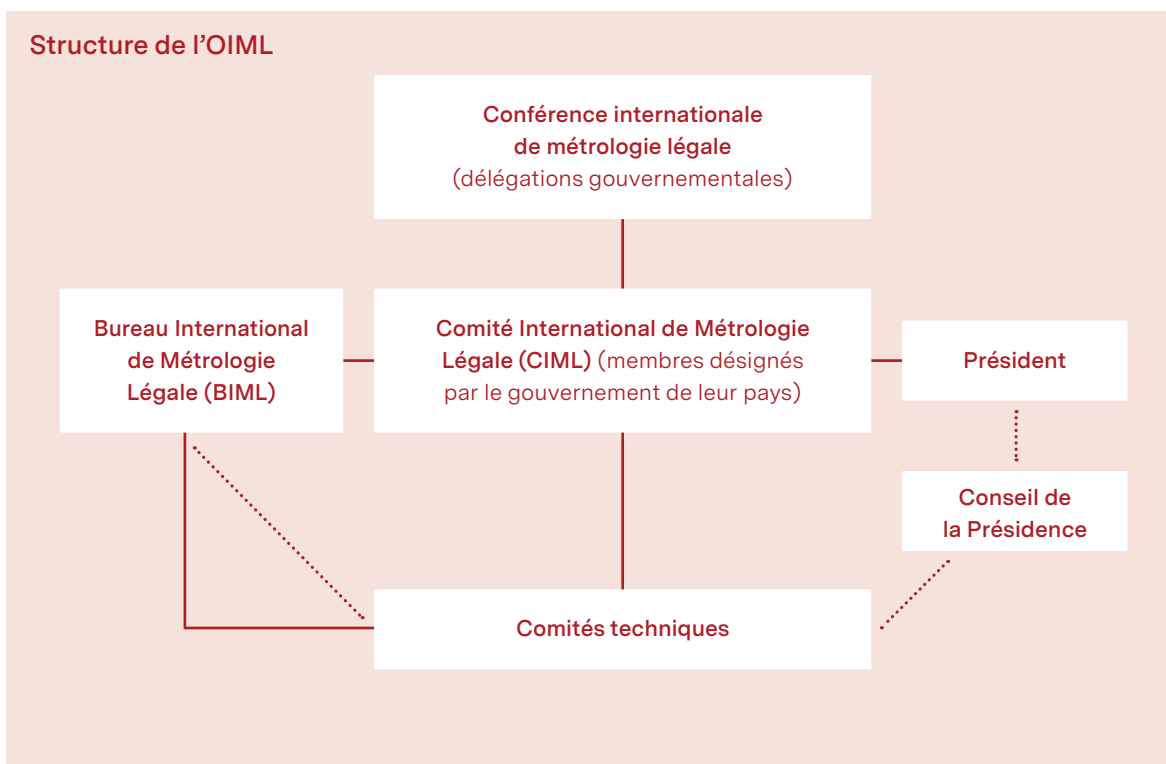 Structure de l’OIML
Conférence internationale
de métrologie légale
(délégations gouvernementales)
Bureau International
de Métrologie
Légale (BIML)
Comité International de Métrologie
Légale (CIML) (membres désignés
par le gouvernement de leur pays)
Président
Conseil de
la Présidence
Comités techniques